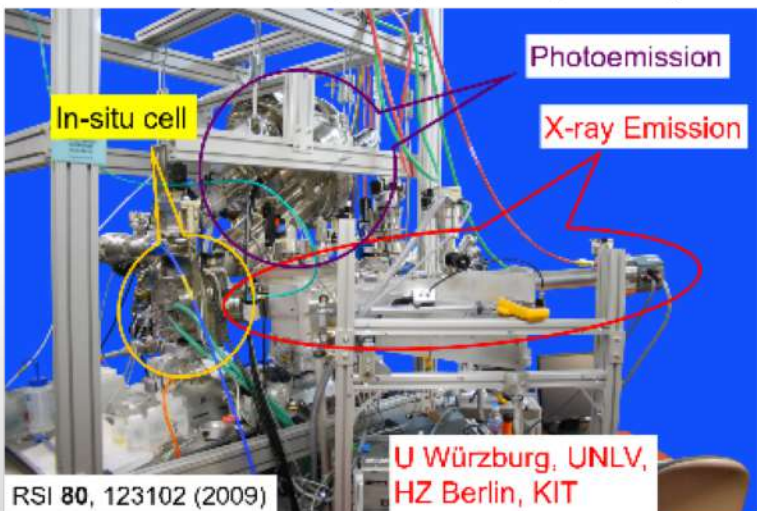 Photoemission
In-situ cell
X-ray Emission
U Würzburg, UNLV,
HZ Berlin, KIT
RSI 80, 123102 (2009)